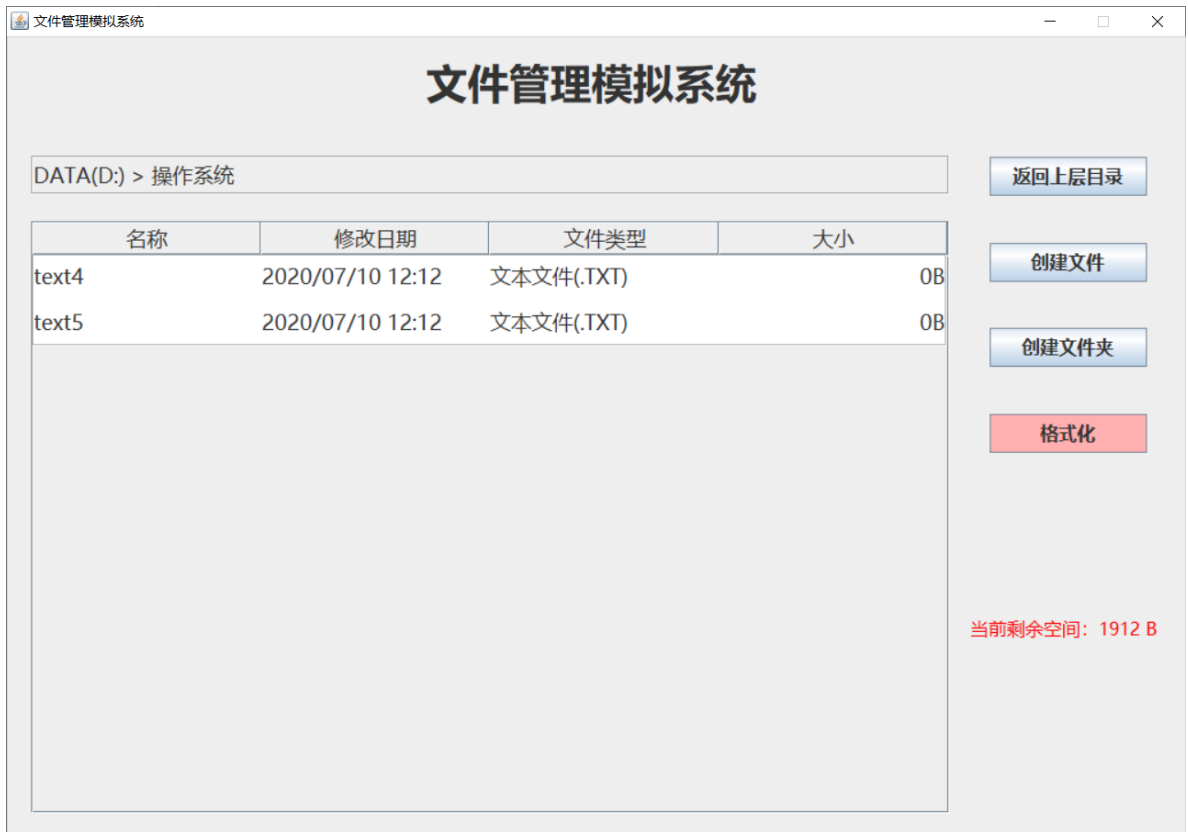 文件管理模拟系统
文件管理模拟系统
DATA(D:) > 操作系统
返回上层目录
名称 修改日期 文件类型 大小
text4 2020/07/10 12:12 文本文件(.TXT) 0B
text5 2020/07/10 12:12 文本文件(.TXT) 0B
创建文件
创建文件夹
格式化
当前剩余空间：1912 B